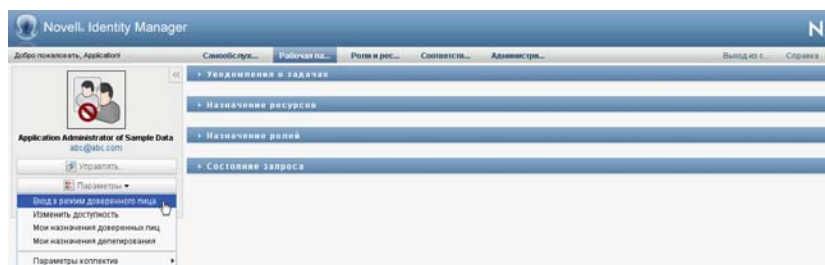 Novell® Identity Manager
N
Добро пожаловать, Application!
Самообслуж... Рабочая па... Роли и рес... Соответств... Администри... Выход из с... Справка
Уведомления о задачах
Назначение ресурсов
Назначение ролей
Состояние запроса
Application Administrator of Sample Data
abc@abc.com
Управлять...
Параметры
Вход в режим доверенного лица
Изменить доступность
Мои назначения доверенных лиц
Мои назначения делегирования
Параметры коллектив